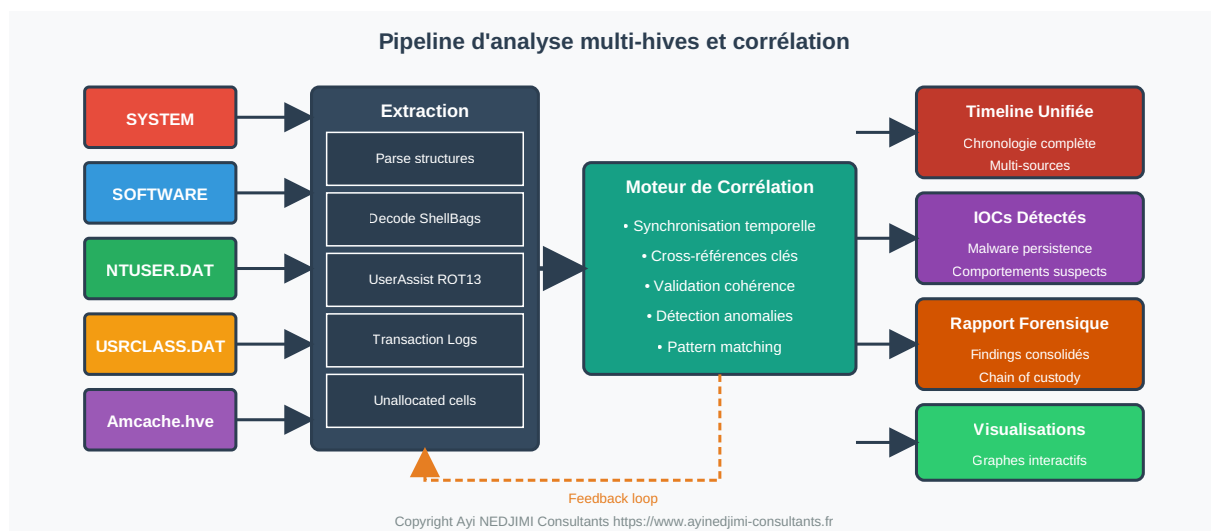 Pipeline d'analyse multi-hives et corrélation
SYSTEM
SOFTWARE
NTUSER.DAT
USRCLASS.DAT
Amcache.hve
Extraction
Parse structures
Decode ShellBags
UserAssist ROT13
Transaction Logs
Unallocated cells
Moteur de Corrélation
• Synchronisation temporelle
• Cross-références clés
• Validation cohérence
• Détection anomalies
• Pattern matching
Timeline Unifiée
Chronologie complète
Multi-sources
IOCs Détectés
Malware persistence
Comportements suspects
Rapport Forensique
Findings consolidés
Chain of custody
Visualisations
Graphes interactifs
Feedback loop
Copyright Ayi NEDJIMI Consultants https://www.ayinedjimi-consultants.fr